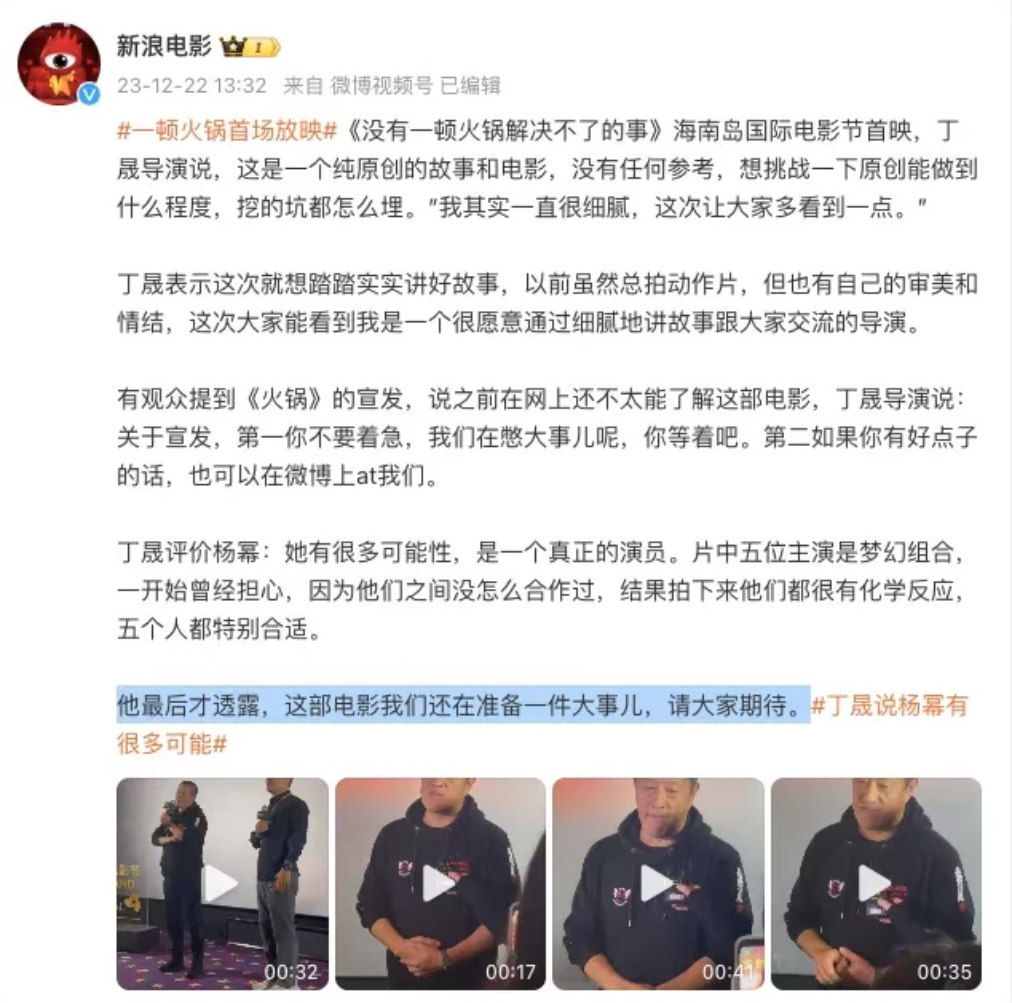 新浪电影 I
23-12-22 13:32 来自 微博视频号 已编辑
#一顿火锅首场放映#《没有一顿火锅解决不了的事》海南岛国际电影节首映，丁
晟导演说，这是一个纯原创的故事和电影，没有任何参考，想挑战一下原创能做到
什么程度，挖的坑都怎么埋。"我其实一直很细腻，这次让大家多看到一点。"
丁晟表示这次就想踏踏实实讲好故事，以前虽然总拍动作片，但也有自己的审美和
情结，这次大家能看到我是一个很愿意通过细腻地讲故事跟大家交流的导演。
有观众提到《火锅》的宣发，说之前在网上还不太能了解这部电影，丁晟导演说：
关于宣发，第一你不要着急，我们在憋大事儿呢，你等着吧。第二如果你有好点子
的话，也可以在微博上at我们。
丁晟评价杨幂：她有很多可能性，是一个真正的演员。片中五位主演是梦幻组合，
一开始曾经担心，因为他们之间没怎么合作过，结果拍下来他们都很有化学反应，
五个人都特别合适。
他最后才透露，这部电影我们还在准备一件大事儿，请大家期待。#丁晟说杨幂有
很多可能#
00:32 00:17 00:41 00:35